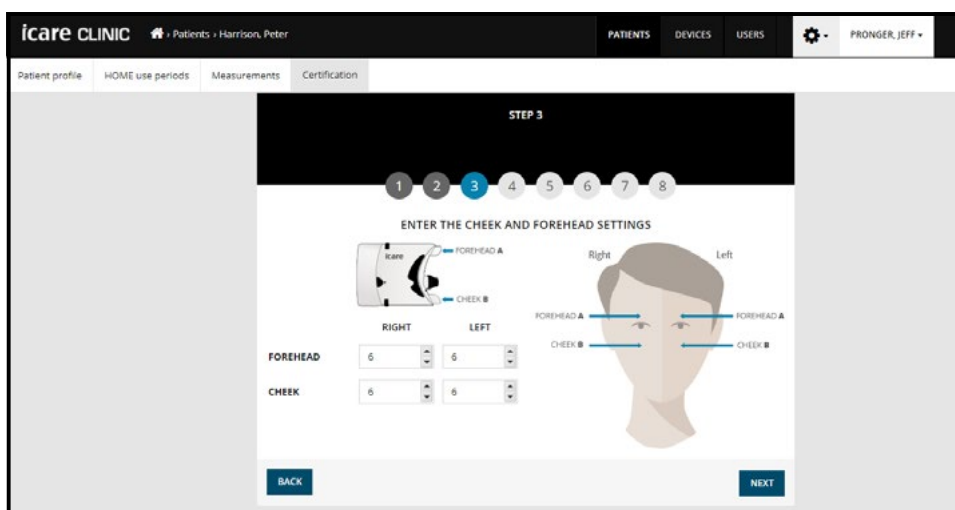 icare CLINIC › Patients › Harrison, Peter PATIENTS DEVICES USERS PRONGER, JEFF
Patient profile HOME use periods Measurements Certification
STEP 3
1 2 3 4 5 6 7 8
ENTER THE CHEEK AND FOREHEAD SETTINGS
icare FOREHEAD A
CHEEK B
Right Left
FOREHEAD A FOREHEAD A
CHEEK B CHEEK B
RIGHT LEFT
FOREHEAD 6 6
CHEEK 6 6
BACK NEXT